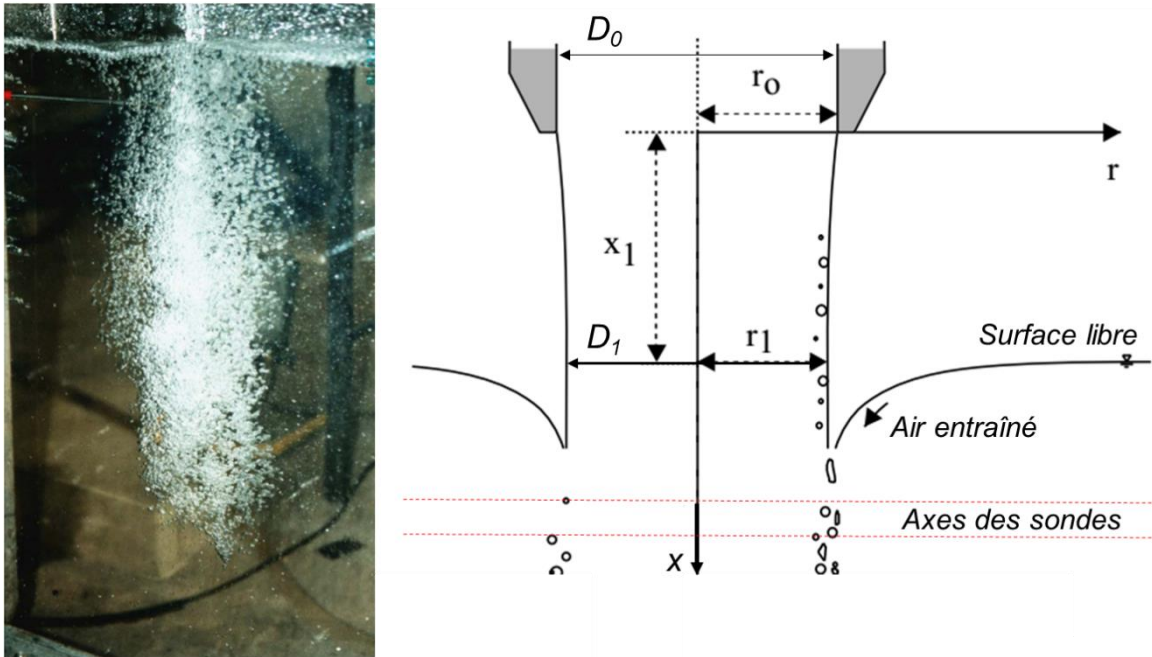 D₀
r₀
r
x₁
D₁
r₁
Surface libre
Air entraîné
Axes des sondes
x